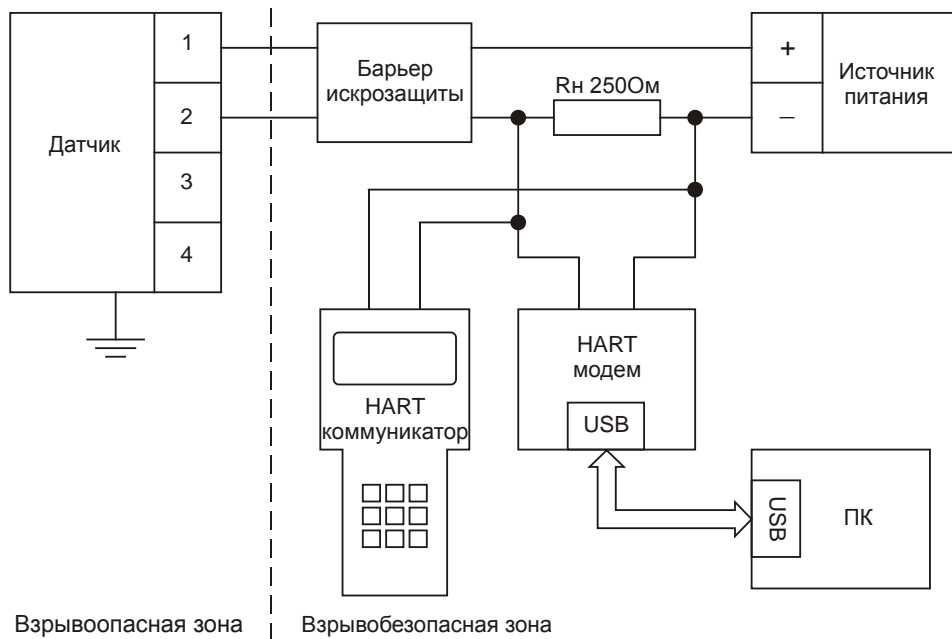 Датчик
1
2
3
4
Барьер
искрозащиты
Rн 250Ом
+
–
Источник
питания
HART
коммуникатор
HART
модем
USB
USB
ПК
Взрывоопасная зона
Взрывобезопасная зона